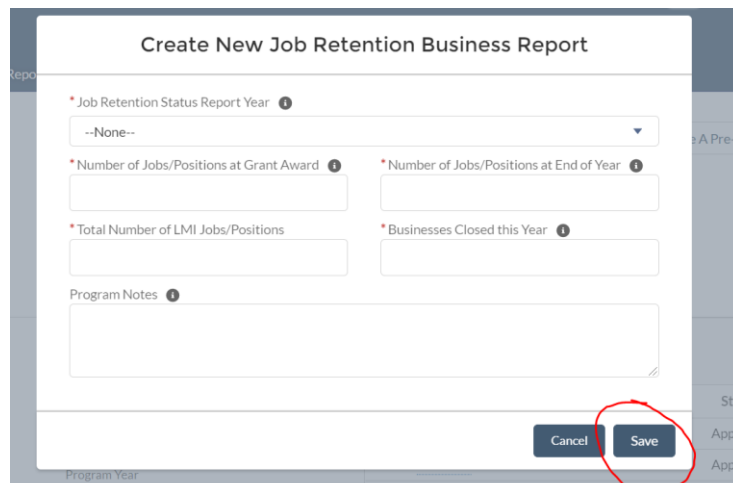 Create New Job Retention Business Report
Repo
* Job Retention Status Report Year
--None--
e A Pre-
* Number of Jobs/Positions at Grant Award * Number of Jobs/Positions at End of Year
* Total Number of LMI Jobs/Positions * Businesses Closed this Year
Program Notes
St
Cancel Save
App
App
Program Year